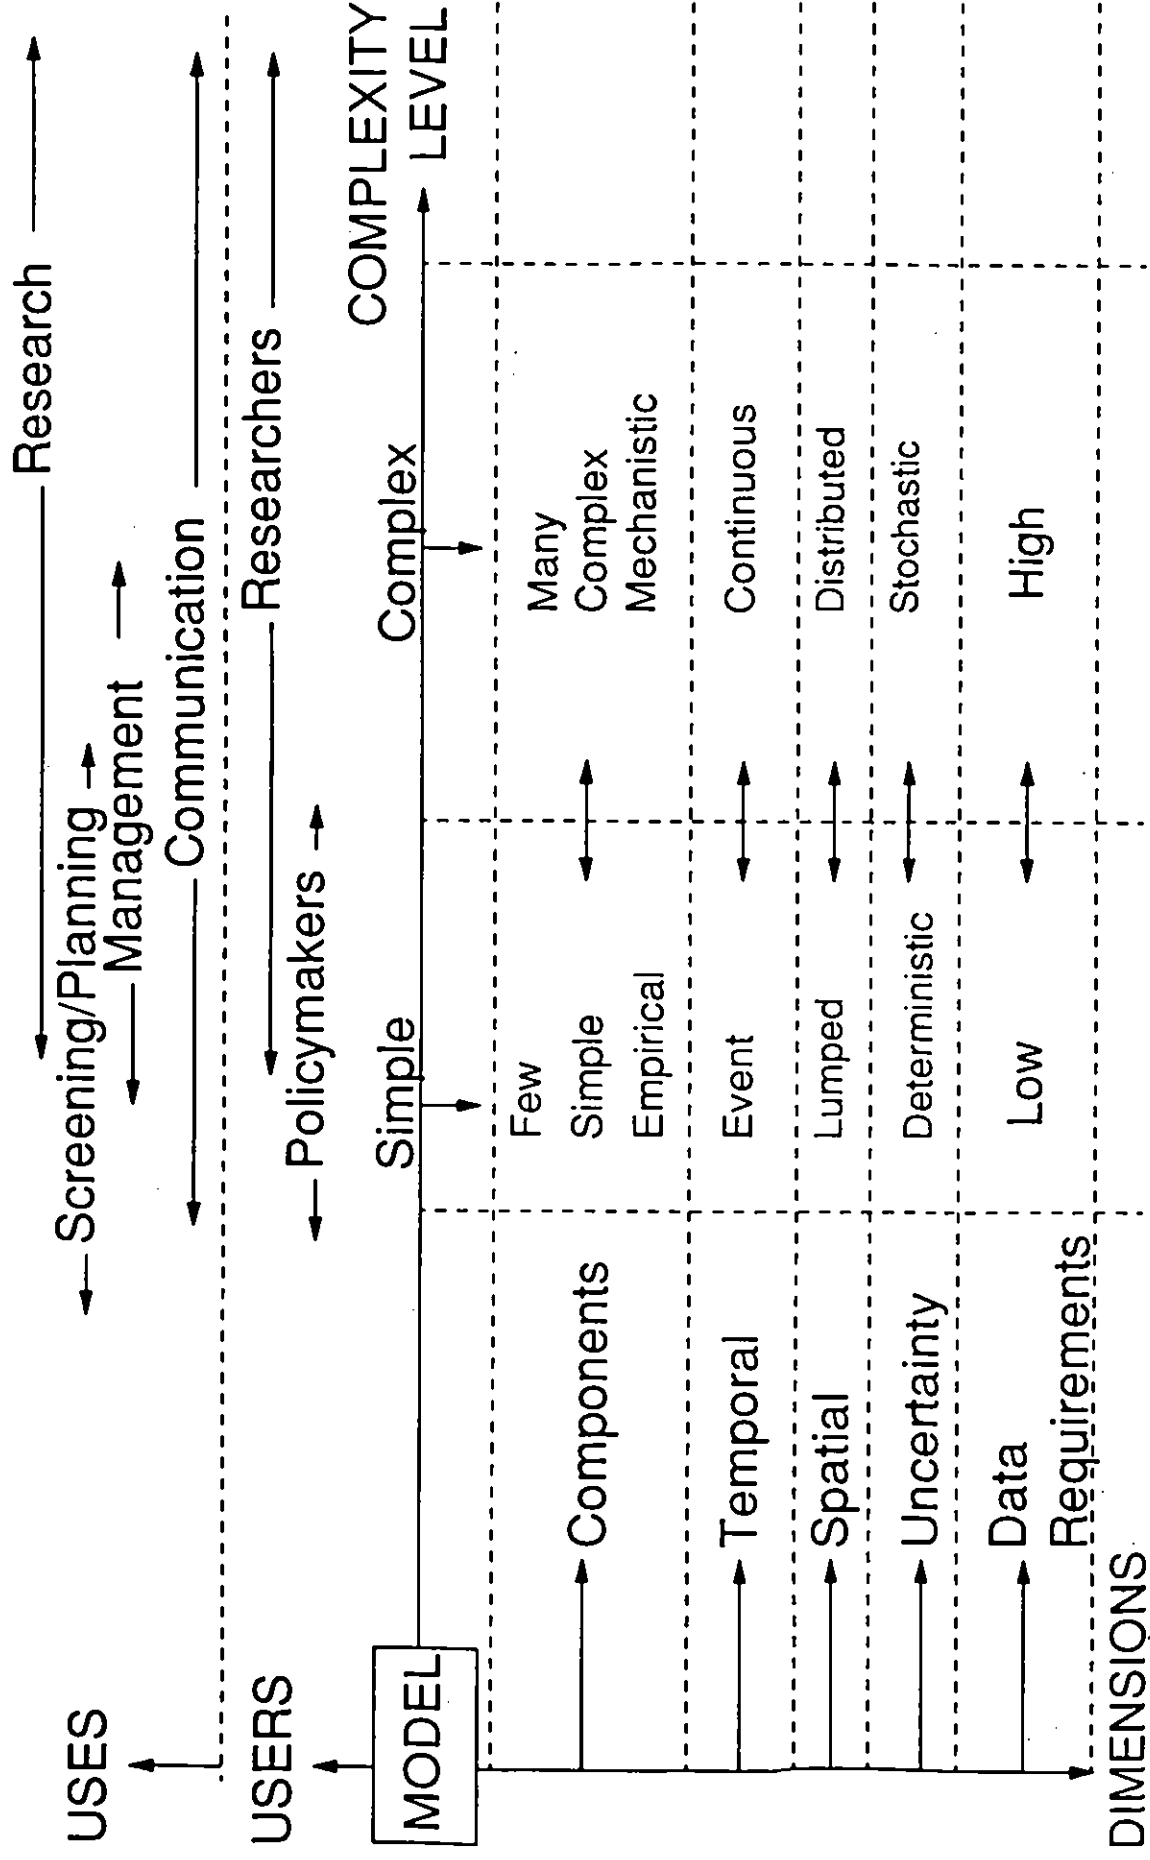 USES
Research
Screening/Planning
Management
Communication
USERS
Researchers
Policymakers
MODEL
Simple
Complex
COMPLEXITY
LEVEL
Components
Few
Simple
Empirical
Many
Complex
Mechanistic
Temporal
Event
Continuous
Spatial
Lumped
Distributed
Uncertainty
Deterministic
Stochastic
Data
Requirements
Low
High
DIMENSIONS